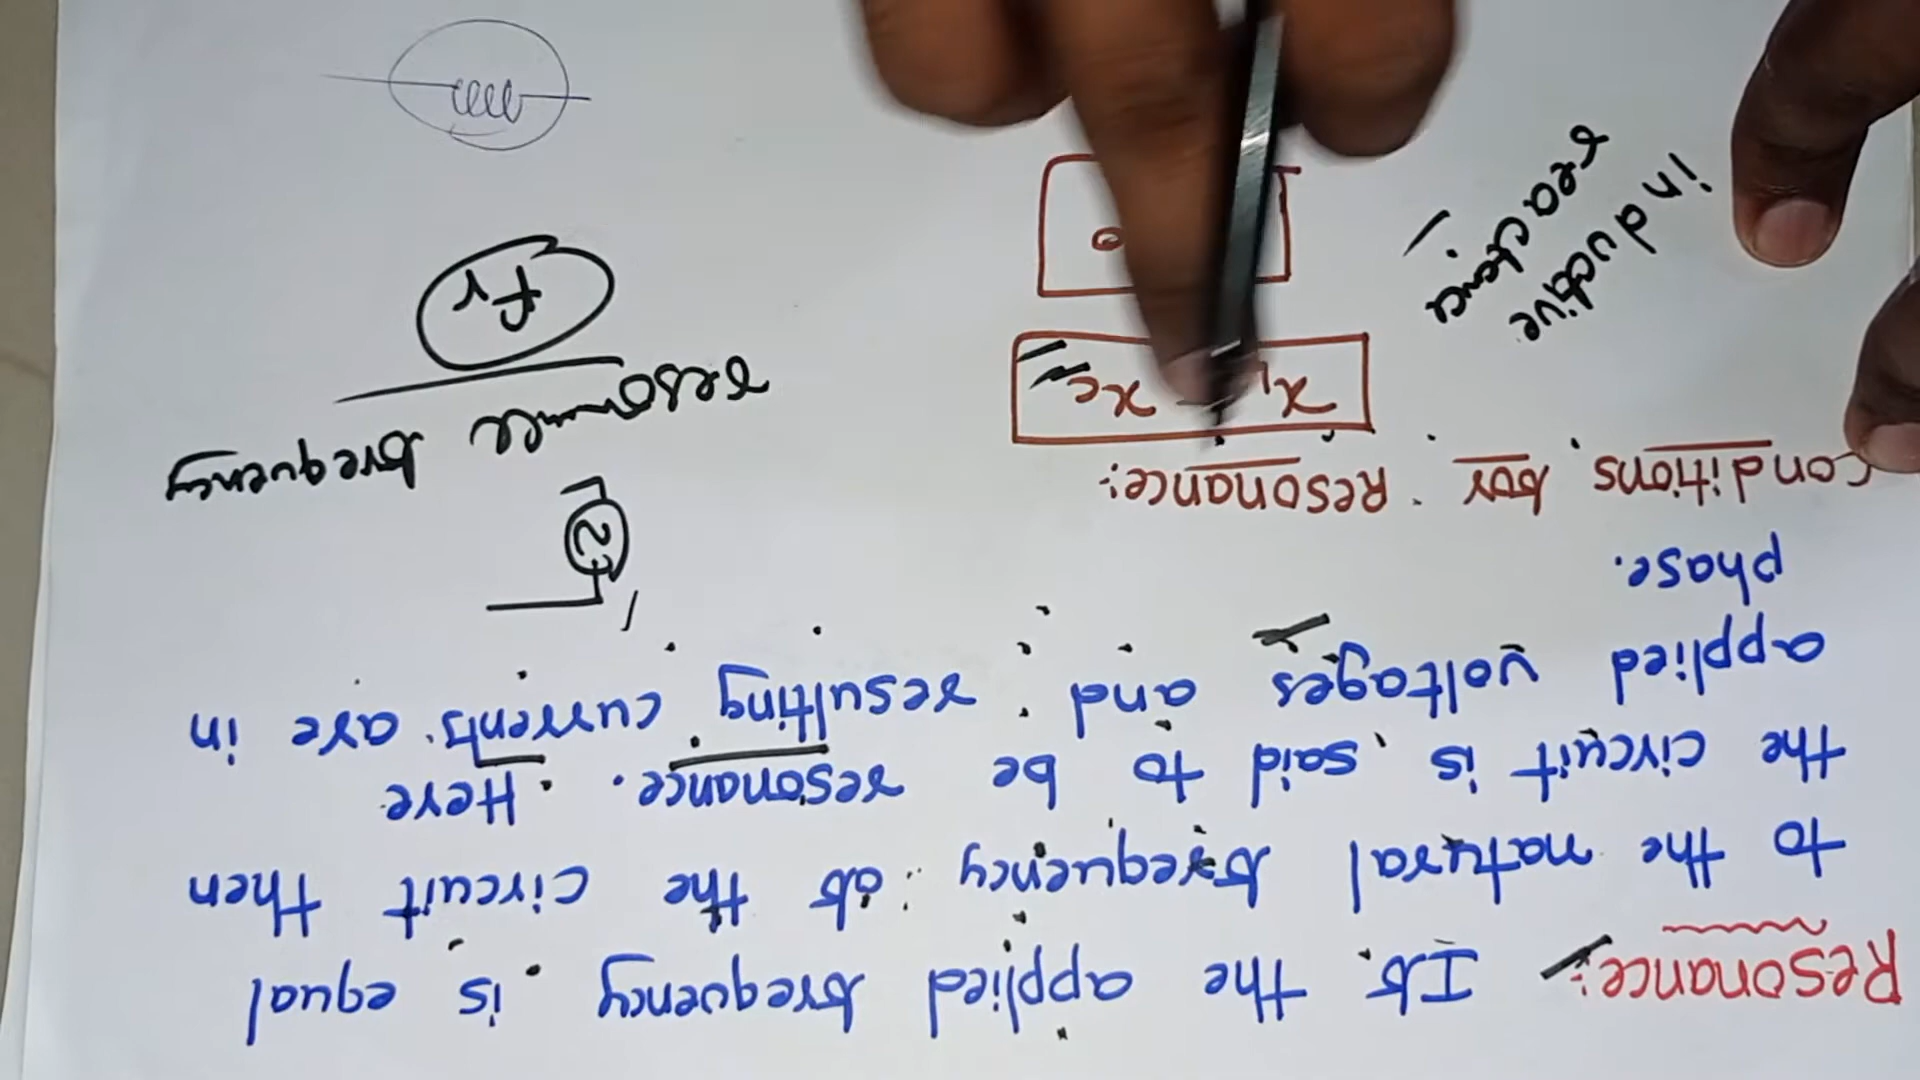 Resonance:- If the applied frequency is equal
to the natural frequency of the circuit then
the circuit is said to be resonance. Here
applied voltages and resulting currents are in
phase.
Conditions for Resonance:-
xL xc
inductive
reactance
resonance frequency
fr